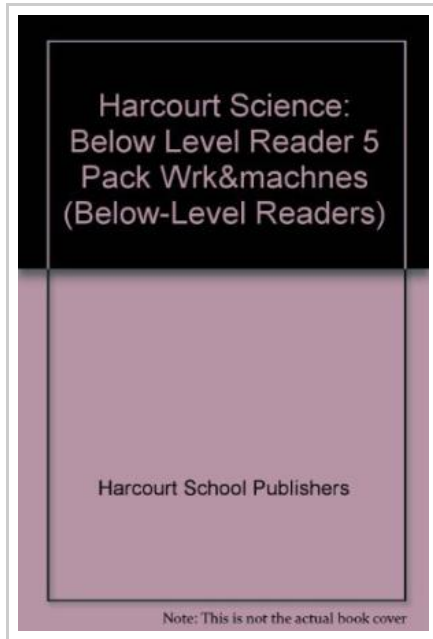 Harcourt Science:
Below Level Reader 5
Pack Wrk&machnes
(Below-Level Readers)
Harcourt School Publishers
Note: This is not the actual book cover